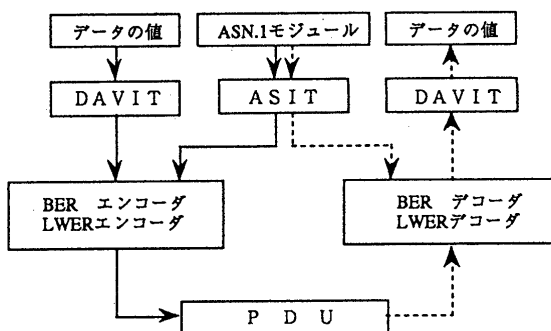 データの値
ASN.1モジュール
データの値
DAVIT
ASIT
DAVIT
BER エンコーダ
LWERエンコーダ
BER デコーダ
LWERデコーダ
PDU